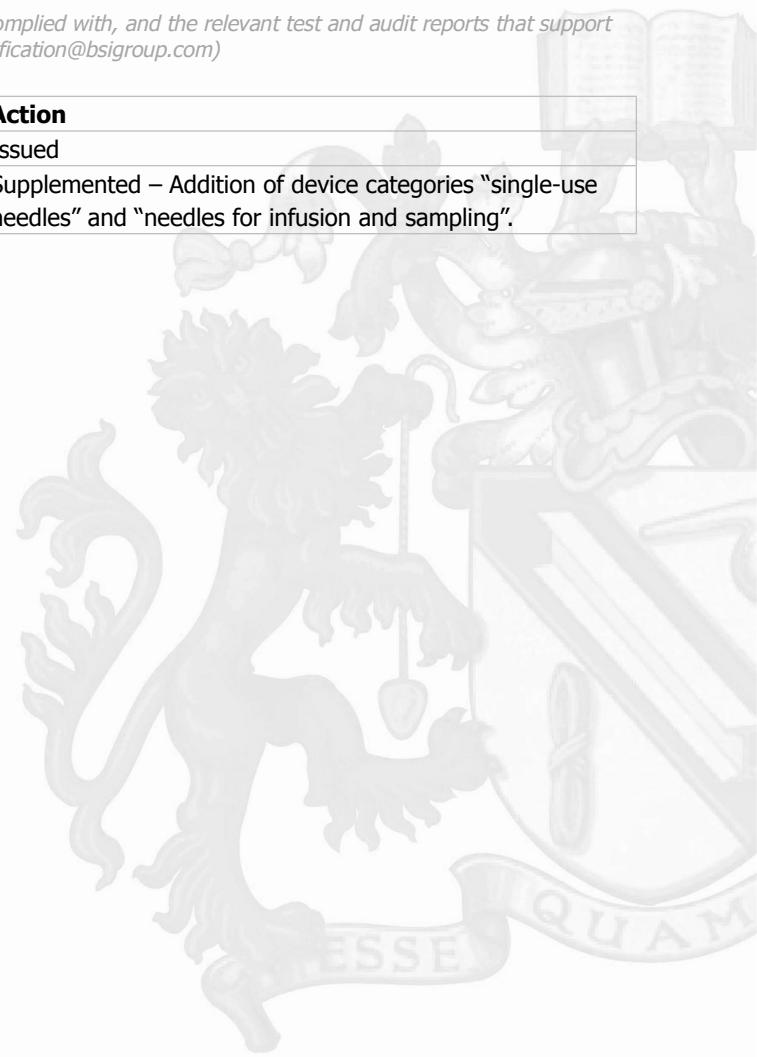 omplied with, and the relevant test and audit reports that support
fication@bsigroup.com)
Action
ssued
Supplemented – Addition of device categories “single-use
needles” and “needles for infusion and sampling”.
ESSE QUAM